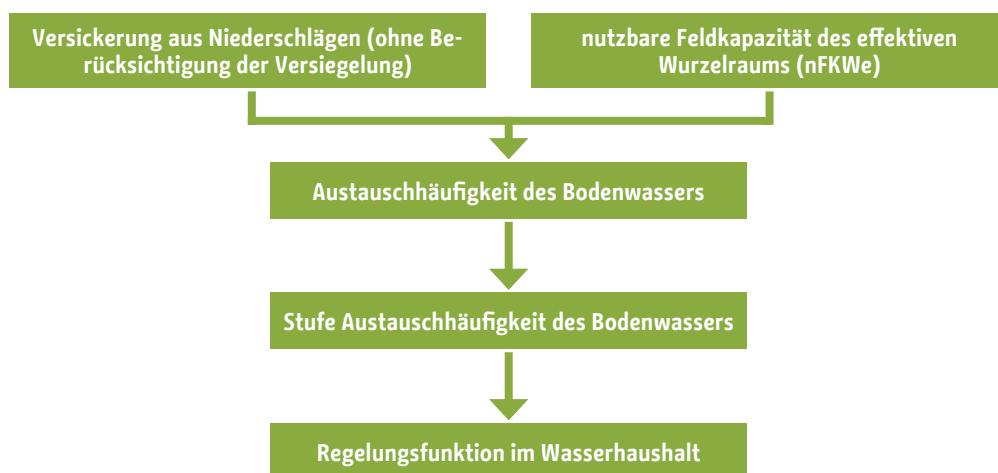 Versickerung aus Niederschlägen (ohne Be-
rücksichtigung der Versiegelung)
nutzbare Feldkapazität des effektiven
Wurzelraums (nFKWe)
Austauschhäufigkeit des Bodenwassers
Stufe Austauschhäufigkeit des Bodenwassers
Regelungsfunktion im Wasserhaushalt